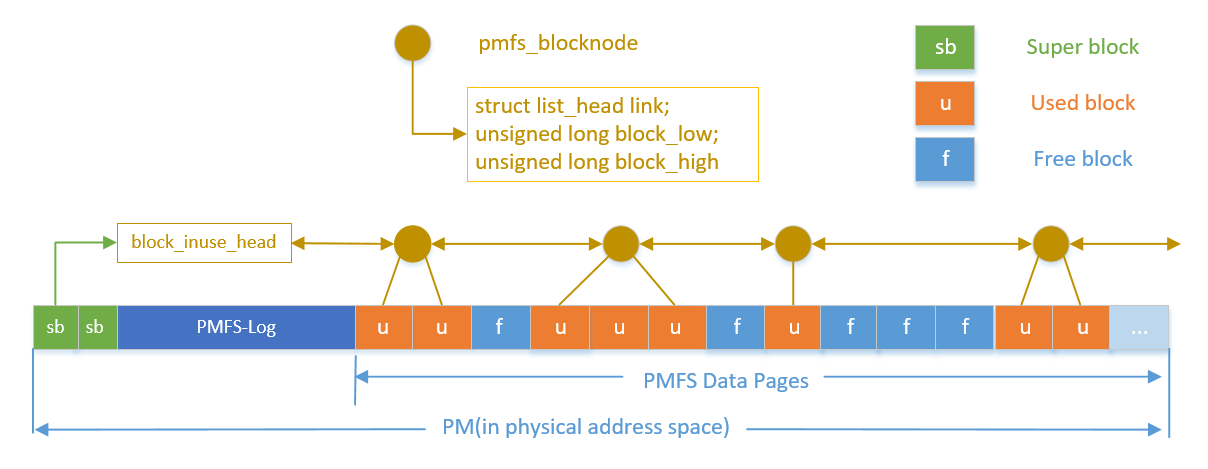 pmfs_blocknode
struct list_head link;
unsigned long block_low;
unsigned long block_high
sb Super block
u Used block
f Free block
block_inuse_head
sb sb PMFS-Log u u f u u u f u f f f u u ...
PMFS Data Pages
PM(in physical address space)